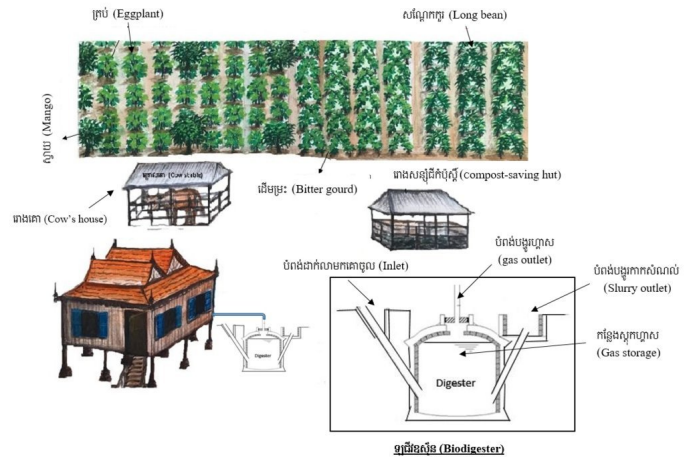 ត្រប់ (Eggplant)
សណ្តែកកួរ (Long bean)
ស្វាយ (Mango)
(Cow stable)
ដើមម្រះ (Bitter gourd)
រោងសន្សំជីកំប៉ុស្តិ៍ (compost-saving hut)
រោងគោ (Cow’s house)
បំពង់បង្ហូរហ្គាស
(gas outlet)
បំពង់ដាក់លាមកគោចូល (Inlet)
បំពង់បង្ហូរកាកសំណល់
(Slurry outlet)
កន្លែងស្តុកហ្គាស
(Gas storage)
Digester
Digester
ឡជីវឧស្ម័ន (Biodigester)